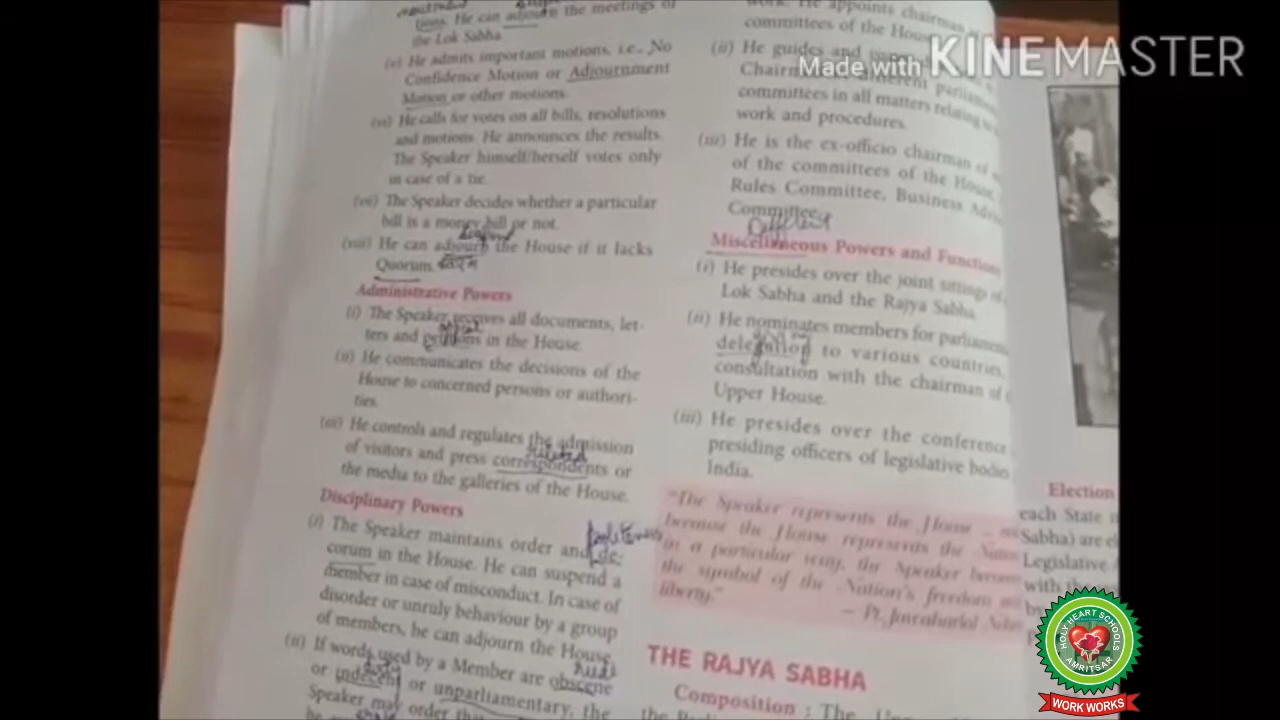 tions. He can adjourn the meetings of
the Lok Sabha.
(v) He admits important motions, i.e., No
Confidence Motion or Adjournment
Motion or other motions.
(vi) He calls for votes on all bills, resolutions
and motions. He announces the results.
The Speaker himself/herself votes only
in case of a tie.
(vii) The Speaker decides whether a particular
bill is a money bill or not.
(viii) He can adjourn the House if it lacks
Quorum.
Administrative Powers
(i) The Speaker receives all documents, let-
ters and petitions in the House.
(ii) He communicates the decisions of the
House to concerned persons or authori-
ties.
(iii) He controls and regulates the admission
of visitors and press correspondents or
the media to the galleries of the House.
Disciplinary Powers
(i) The Speaker maintains order and de-
corum in the House. He can suspend a
member in case of misconduct. In case of
disorder or unruly behaviour by a group
of members, he can adjourn the House.
(ii) If words used by a Member are obscene
or indecent or unparliamentary, the
Speaker may order
work. He appoints chairman
committees of the House
(ii) He guides and
committees in all matters relating
work and procedures.
(iii) He is the ex-officio chairman of
of the committees of the House,
Rules Committee, Business
Committee
Miscellaneous Powers and Function
(i) He presides over the joint sittings of
Lok Sabha and the Rajya Sabha.
(ii) He nominates members for
delegation to various countries,
consultation with the chairman of
Upper House.
(iii) He presides over the conference
presiding officers of legislative bodies
India.
"The Speaker represents the House
because the House represents the
in a particular way, the Speaker
the symbol of the Nation's freedom
liberty."
THE RAJYA SABHA
Composition : The
Election
each State
Sabha) are
Legislative
Made with KINEMASTER
HOLY HEART SCHOOLS
AMRITSAR
WORK WORKS